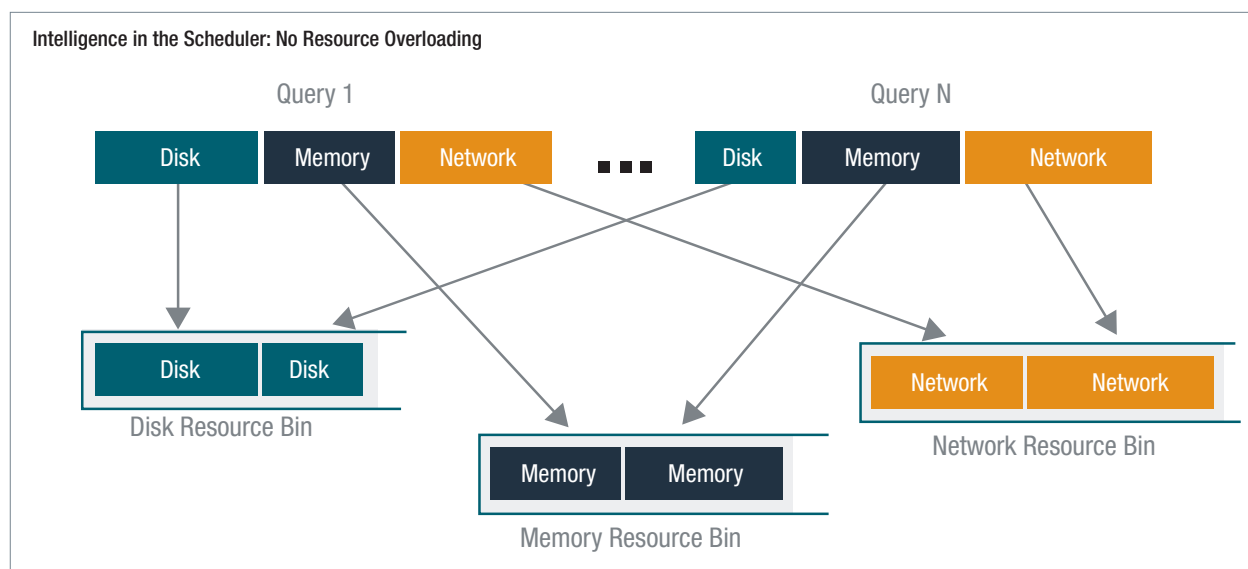 Intelligence in the Scheduler: No Resource Overloading
Query 1
Query N
Disk
Memory
Network
Disk
Memory
Network
Disk
Disk
Disk Resource Bin
Network
Network
Network Resource Bin
Memory
Memory
Memory Resource Bin